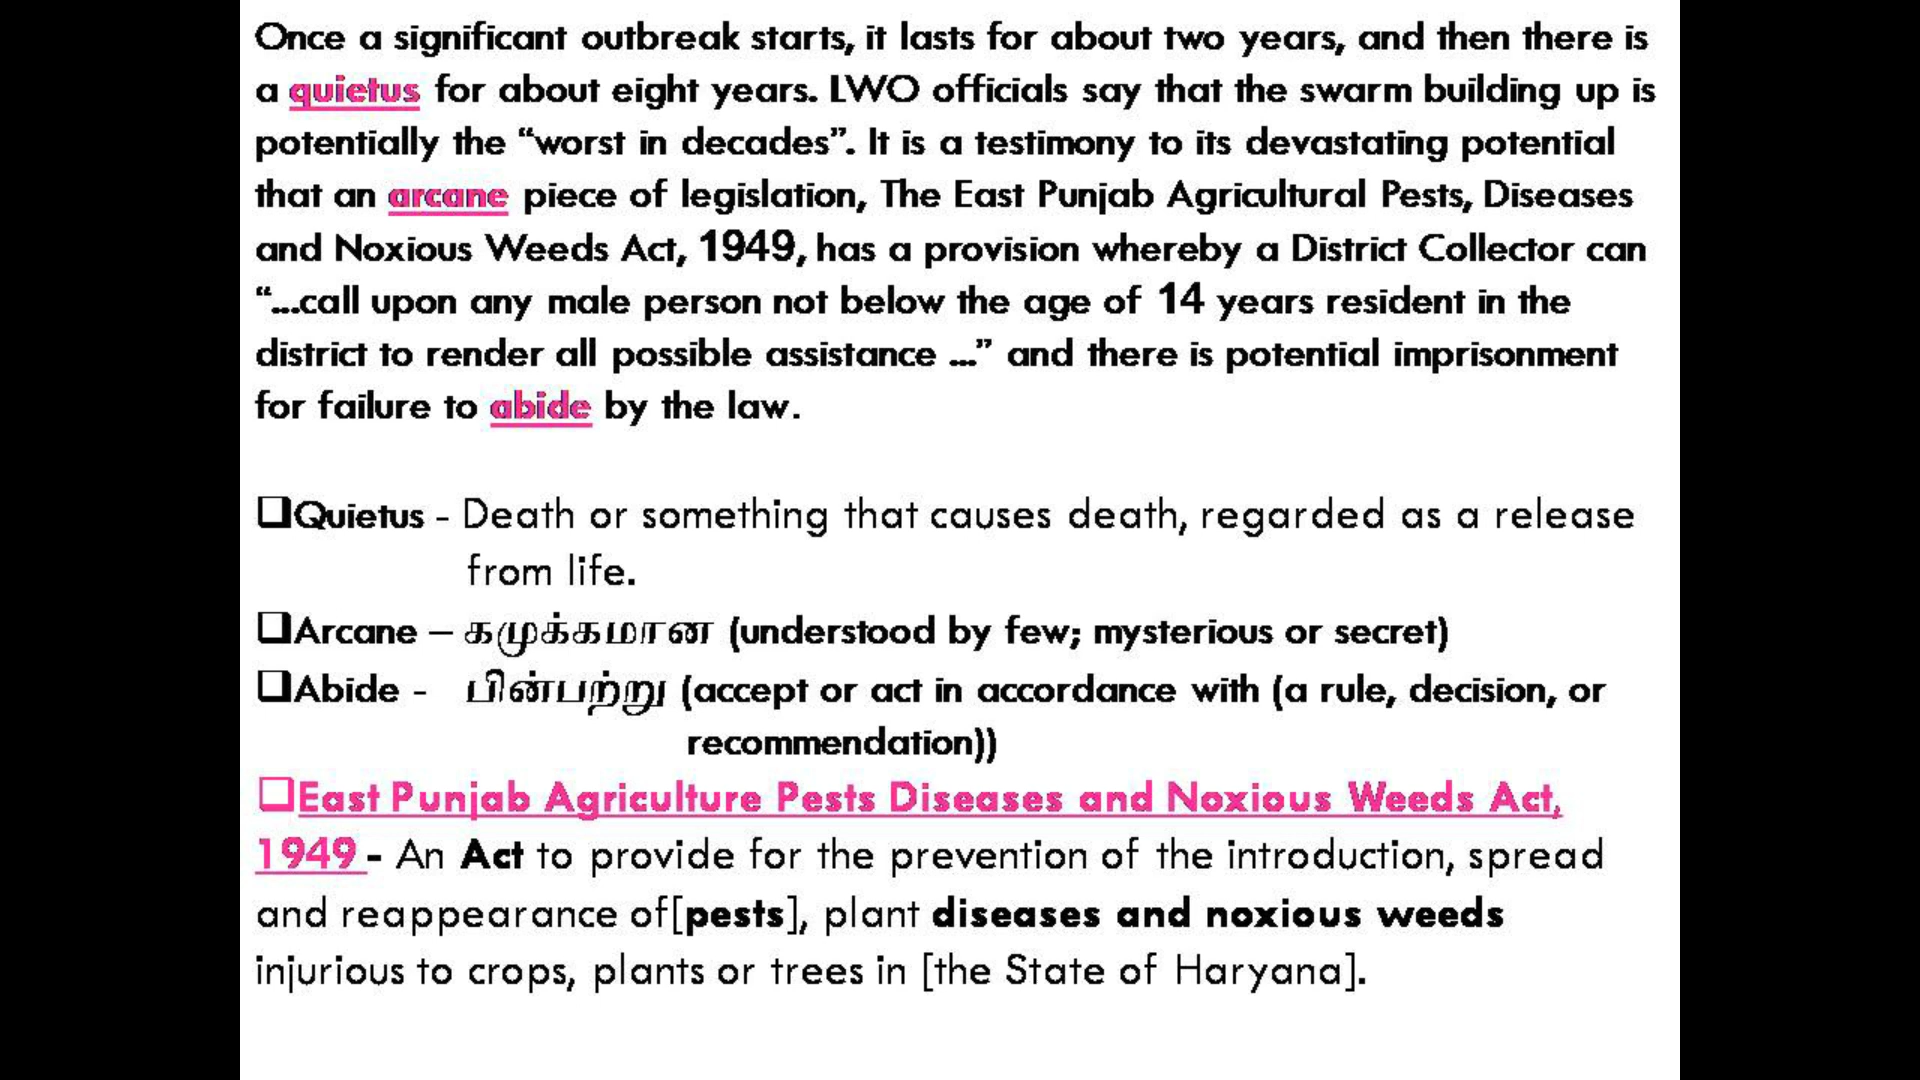 Once a significant outbreak starts, it lasts for about two years, and then there is
a quietus for about eight years. LWO officials say that the swarm building up is
potentially the “worst in decades”. It is a testimony to its devastating potential
that an arcane piece of legislation, The East Punjab Agricultural Pests, Diseases
and Noxious Weeds Act, 1949, has a provision whereby a District Collector can
“...call upon any male person not below the age of 14 years resident in the
district to render all possible assistance ...” and there is potential imprisonment
for failure to abide by the law.
❑Quietus - Death or something that causes death, regarded as a release
from life.
❑Arcane – கமுக்கமான (understood by few; mysterious or secret)
❑Abide - பின்பற்று (accept or act in accordance with (a rule, decision, or
recommendation))
❑East Punjab Agriculture Pests Diseases and Noxious Weeds Act,
1949 - An Act to provide for the prevention of the introduction, spread
and reappearance of[pests], plant diseases and noxious weeds
injurious to crops, plants or trees in [the State of Haryana].